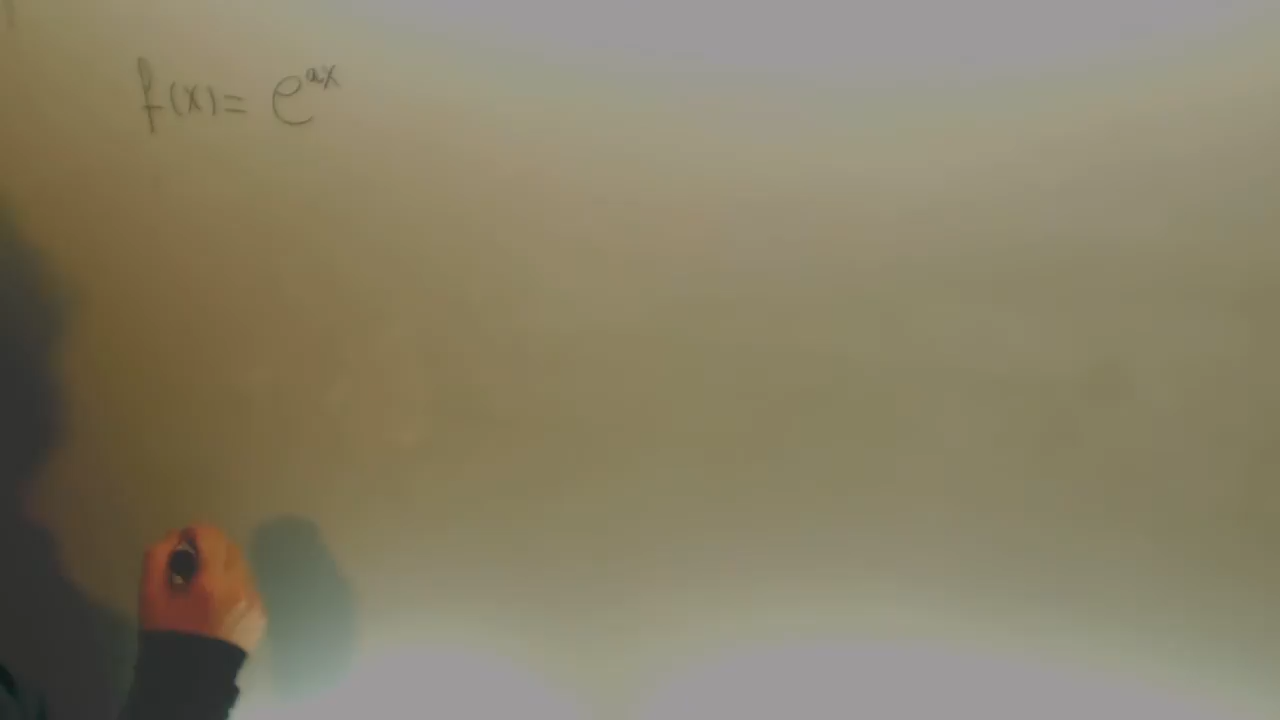 f(x) = e^{ax}